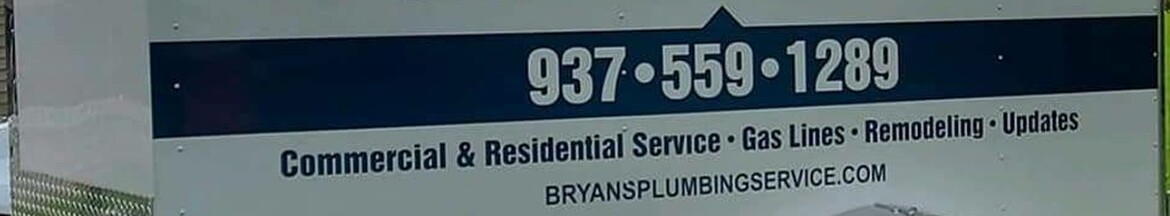 937•559•1289
Commercial & Residential Service • Gas Lines • Remodeling • Updates
BRYANSPLUMBINGSERVICE.COM